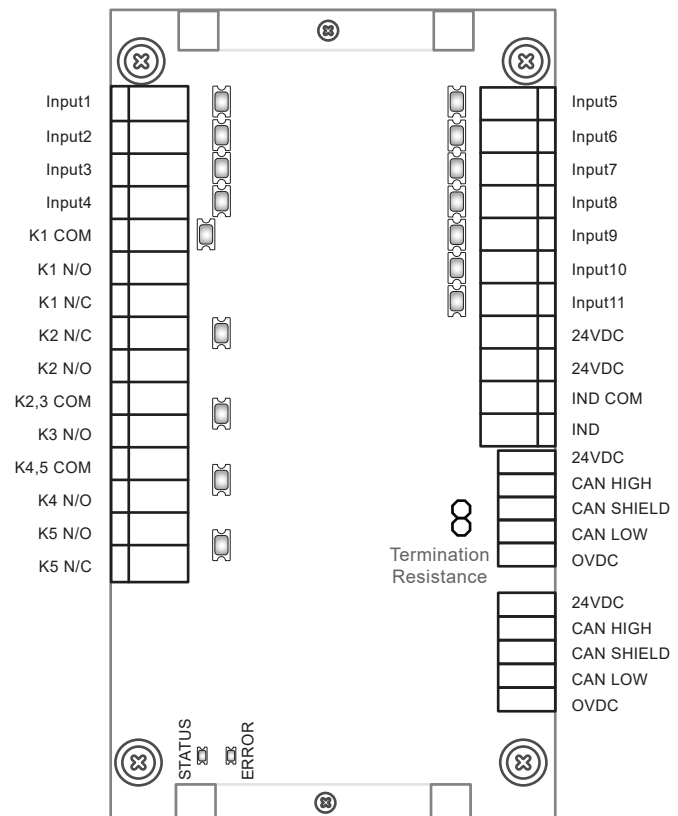 Input1
Input2
Input3
Input4
K1 COM
K1 N/O
K1 N/C
K2 N/C
K2 N/O
K2,3 COM
K3 N/O
K4,5 COM
K4 N/O
K5 N/O
K5 N/C
Input5
Input6
Input7
Input8
Input9
Input10
Input11
24VDC
24VDC
IND COM
IND
24VDC
CAN HIGH
CAN SHIELD
CAN LOW
OVDC
Termination
Resistance
24VDC
CAN HIGH
CAN SHIELD
CAN LOW
OVDC
STATUS
ERROR